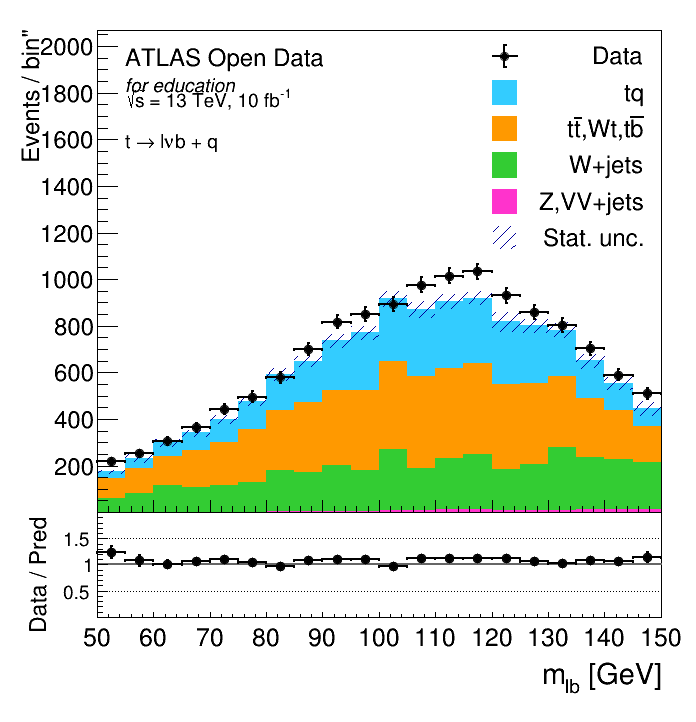 Events / bin"
2000
1800
1600
1400
1200
1000
800
600
400
200
ATLAS Open Data
for education
√s = 13 TeV, 10 fb⁻¹
t → lνb + q
Data
tq
tt̅,Wt,tb̅
W+jets
Z,VV+jets
Stat. unc.
Data / Pred
1.5
1
0.5
50 60 70 80 90 100 110 120 130 140 150
m_lb [GeV]